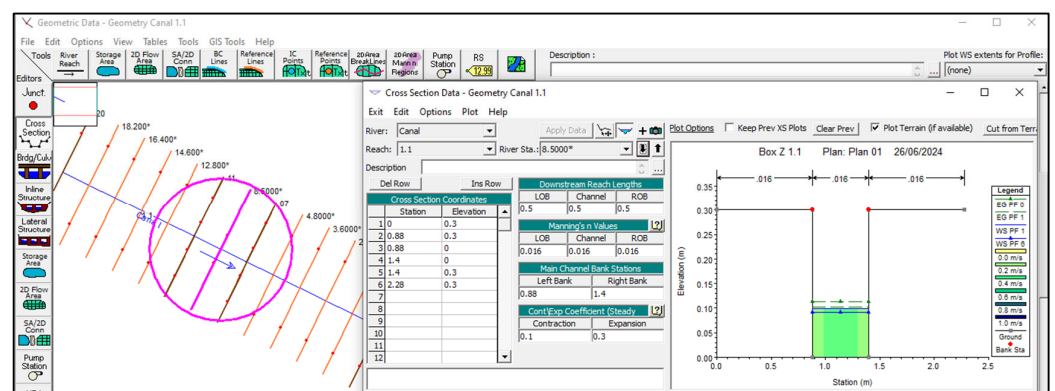 Geometric Data - Geometry Canal 1.1
File Edit Options View Tables Tools GIS Tools Help
Tools
Editors
River Reach
Storage Area
2D Flow Area
SA/2D Conn
BC Lines
Reference Lines
IC Points
Reference Points
2D Area BreakLines
2D Area Mann n Regions
Pump Station
RS
12.99
Description :
...
Plot WS extents for Profile:
(none)
Junct.
Cross Section
Brdg/Culv
Inline Structure
Lateral Structure
Storage Area
2D Flow Area
SA/2D Conn
Pump Station
20
18.200*
16.400*
14.600*
12.800*
11
8.5000*
07
4.8000*
3.6000*
2
Cross Section Data - Geometry Canal 1.1
Exit Edit Options Plot Help
River: Canal
Apply Data
Reach: 1.1
River Sta.: 8.5000*
Description
...
Del Row
Ins Row
Cross Section Coordinates
Station Elevation
1 0 0.3
2 0.88 0.3
3 0.88 0
4 1.4 0
5 1.4 0.3
6 2.28 0.3
7
8
9
10
11
12
Downstream Reach Lengths
LOB Channel ROB
0.5 0.5 0.5
Manning's n Values
LOB Channel ROB
0.016 0.016 0.016
Main Channel Bank Stations
Left Bank Right Bank
0.88 1.4
Cont\Exp Coefficient (Steady
Contraction Expansion
0.1 0.3
Plot Options
Keep Prev XS Plots
Clear Prev
Plot Terrain (if available)
Cut from Terra
Box Z 1.1 Plan: Plan 01 26/06/2024
.016 .016 .016
Elevation (m)
0.35
0.30
0.25
0.20
0.15
0.10
0.05
0.00
0.0 0.5 1.0 1.5 2.0 2.5
Station (m)
Legend
EG PF 0
EG PF 1
WS PF 1
WS PF 6
0.0 m/s
0.2 m/s
0.4 m/s
0.6 m/s
0.8 m/s
1.0 m/s
Ground
Bank Sta